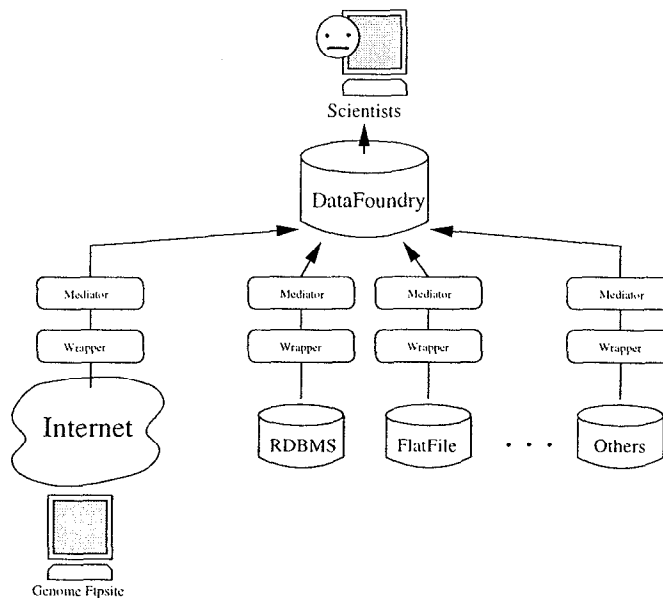 Scientists
DataFoundry
Mediator
Mediator
Mediator
Mediator
Wrapper
Wrapper
Wrapper
Wrapper
Internet
RDBMS
FlatFile
. . .
Others
Genome Ftpsite